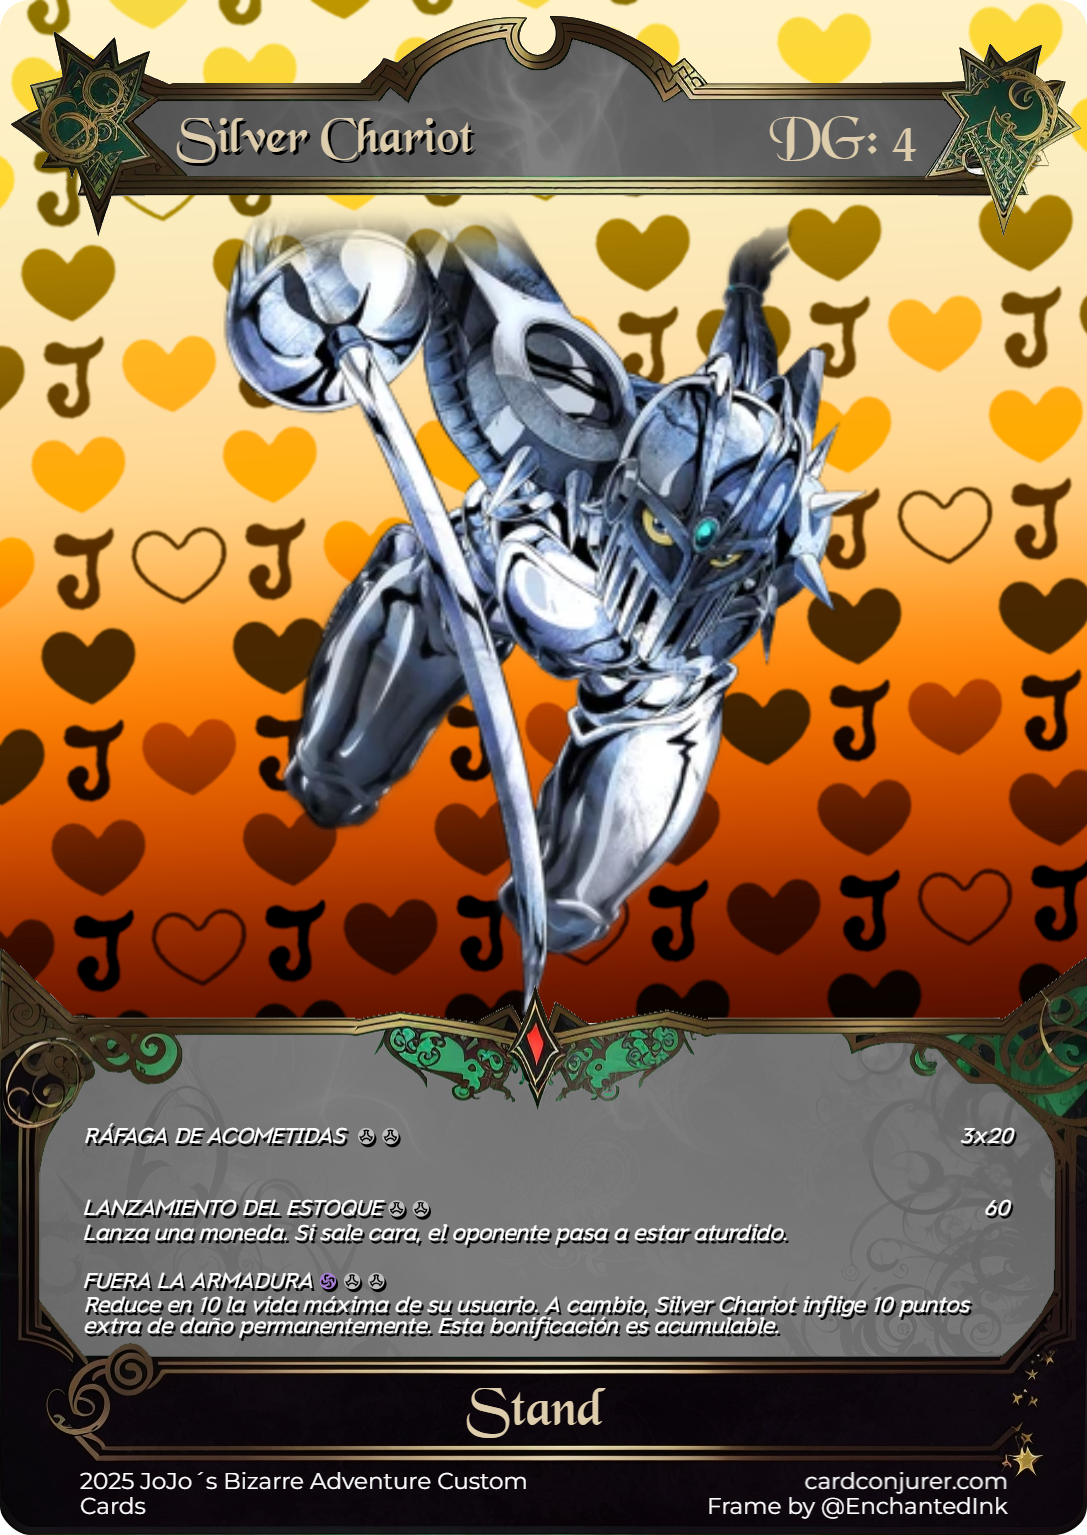 Silver Chariot DG: 4
RÁFAGA DE ACOMETIDAS 3x20
LANZAMIENTO DEL ESTOQUE 60
Lanza una moneda. Si sale cara, el oponente pasa a estar aturdido.
FUERA LA ARMADURA
Reduce en 10 la vida máxima de su usuario. A cambio, Silver Chariot inflige 10 puntos
extra de daño permanentemente. Esta bonificación es acumulable.
Stand
2025 JoJo´s Bizarre Adventure Custom
Cards
cardconjurer.com
Frame by @EnchantedInk